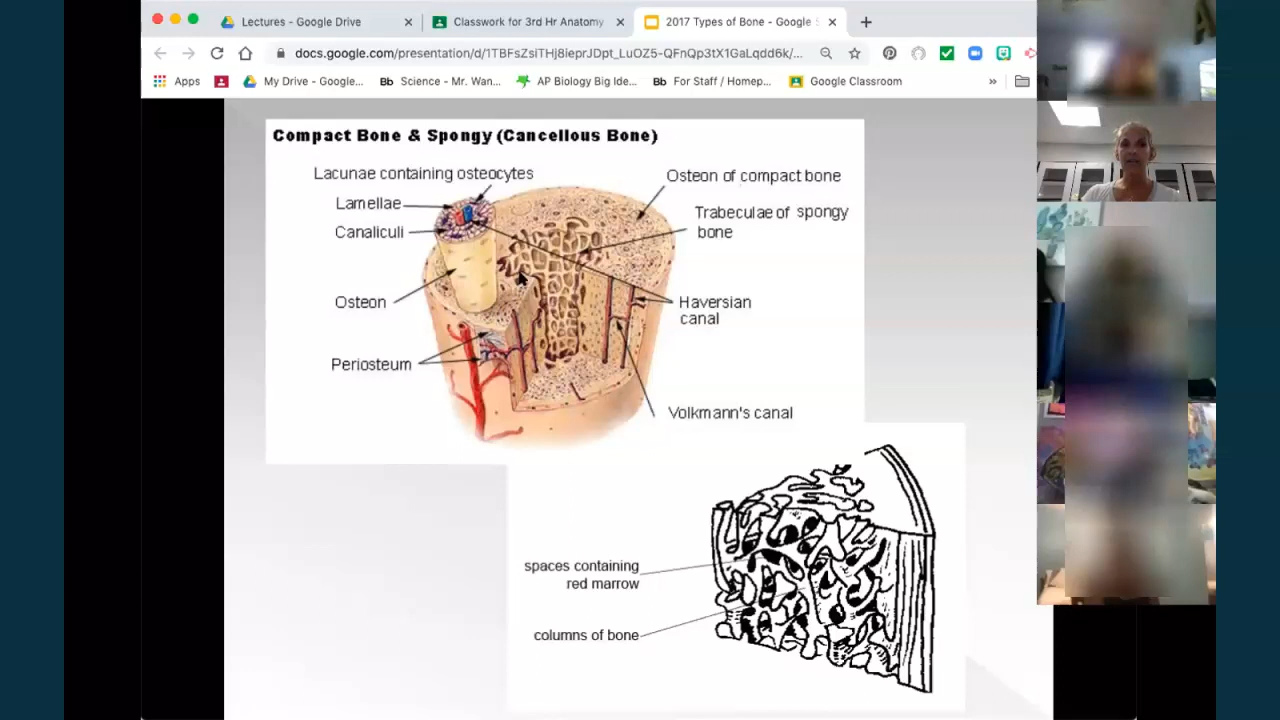 Lectures - Google Drive
Classwork for 3rd Hr Anatomy
2017 Types of Bone - Google S
docs.google.com/presentation/d/1TBFsZsiTHj8ieprJDpt_LuOZ5-QFnQp3tX1GaLqdd6k/...
Apps
My Drive - Google...
Bb Science - Mr. Wan...
AP Biology Big Ide...
Bb For Staff / Homep...
Google Classroom
»
Compact Bone & Spongy (Cancellous Bone)
Lacunae containing osteocytes
Lamellae
Canaliculi
Osteon
Periosteum
Osteon of compact bone
Trabeculae of spongy
bone
Haversian
canal
Volkmann's canal
spaces containing
red marrow
columns of bone